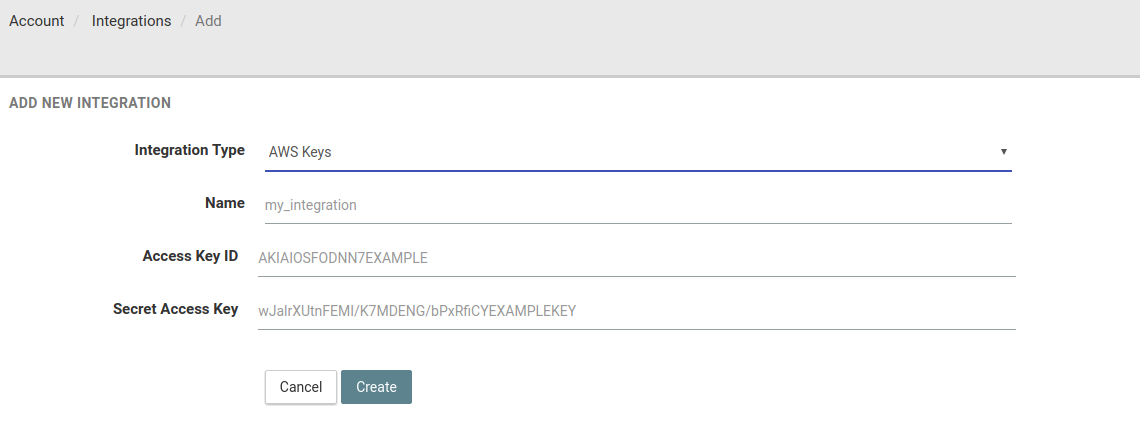 Account / Integrations / Add
ADD NEW INTEGRATION
Integration Type AWS Keys
Name my_integration
Access Key ID AKIAIOSFODNN7EXAMPLE
Secret Access Key wJalrXUtnFEMI/K7MDENG/bPxRfiCYEXAMPLEKEY
Cancel Create